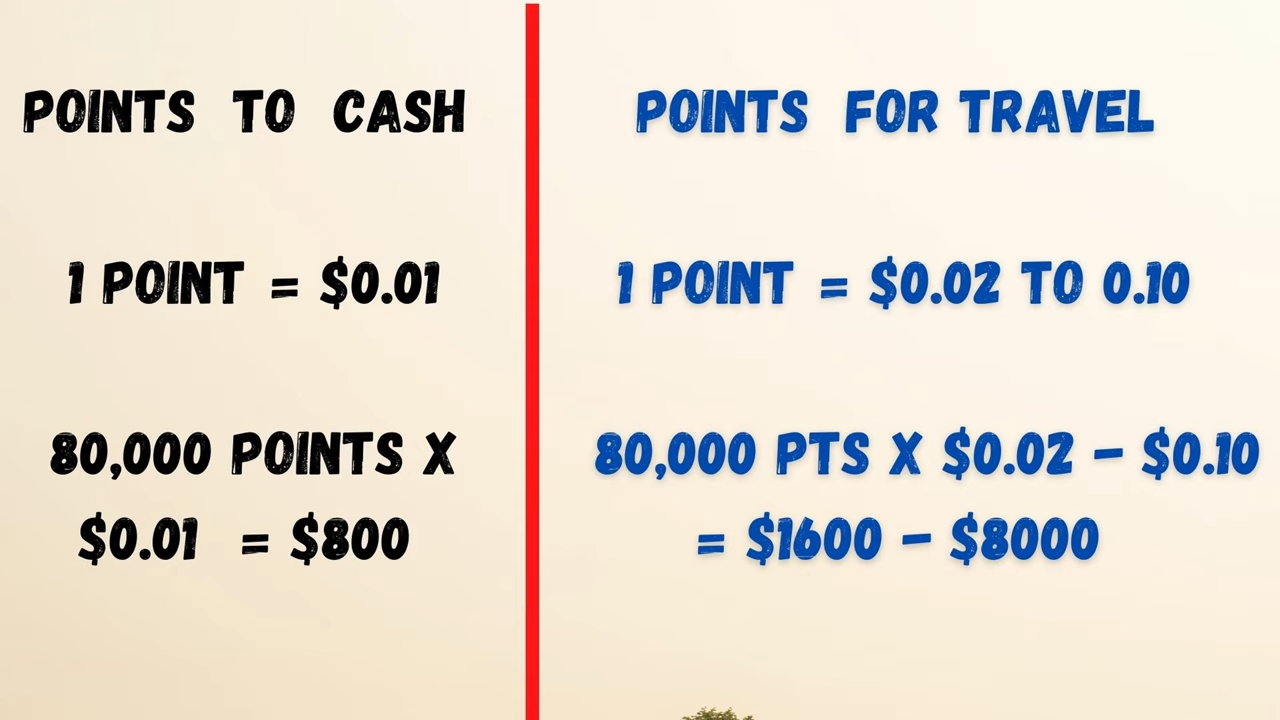 POINTS TO CASH
1 POINT = $0.01
80,000 POINTS X
$0.01 = $800
POINTS FOR TRAVEL
1 POINT = $0.02 TO 0.10
80,000 PTS X $0.02 - $0.10
= $1600 - $8000